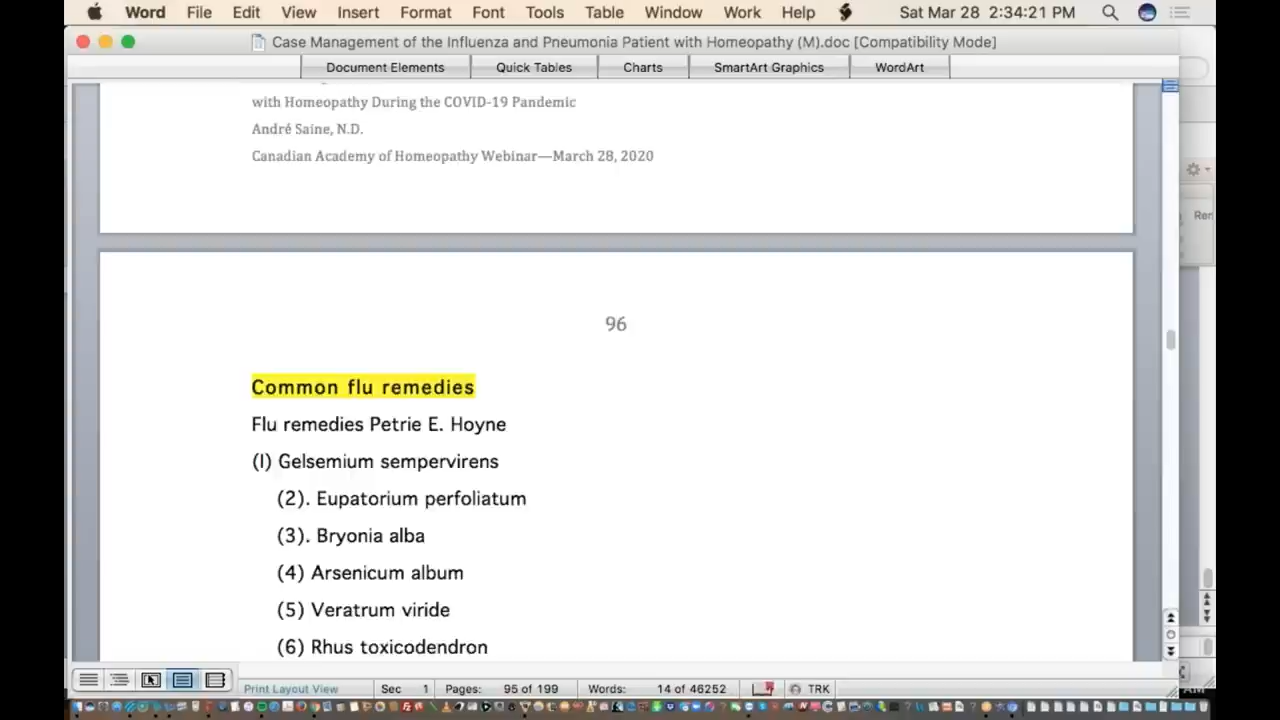 Word File Edit View Insert Format Font Tools Table Window Work Help Sat Mar 28 2:34:21 PM
Case Management of the Influenza and Pneumonia Patient with Homeopathy (M).doc [Compatibility Mode]
Document Elements Quick Tables Charts SmartArt Graphics WordArt
with Homeopathy During the COVID-19 Pandemic
André Saine, N.D.
Canadian Academy of Homeopathy Webinar—March 28, 2020
Ren
96
Common flu remedies
Flu remedies Petrie E. Hoyne
(I) Gelsemium sempervirens
(2). Eupatorium perfoliatum
(3). Bryonia alba
(4) Arsenicum album
(5) Veratrum viride
(6) Rhus toxicodendron
Print Layout View Sec 1 Pages: 95 of 199 Words: 14 of 46252 TRK
AM